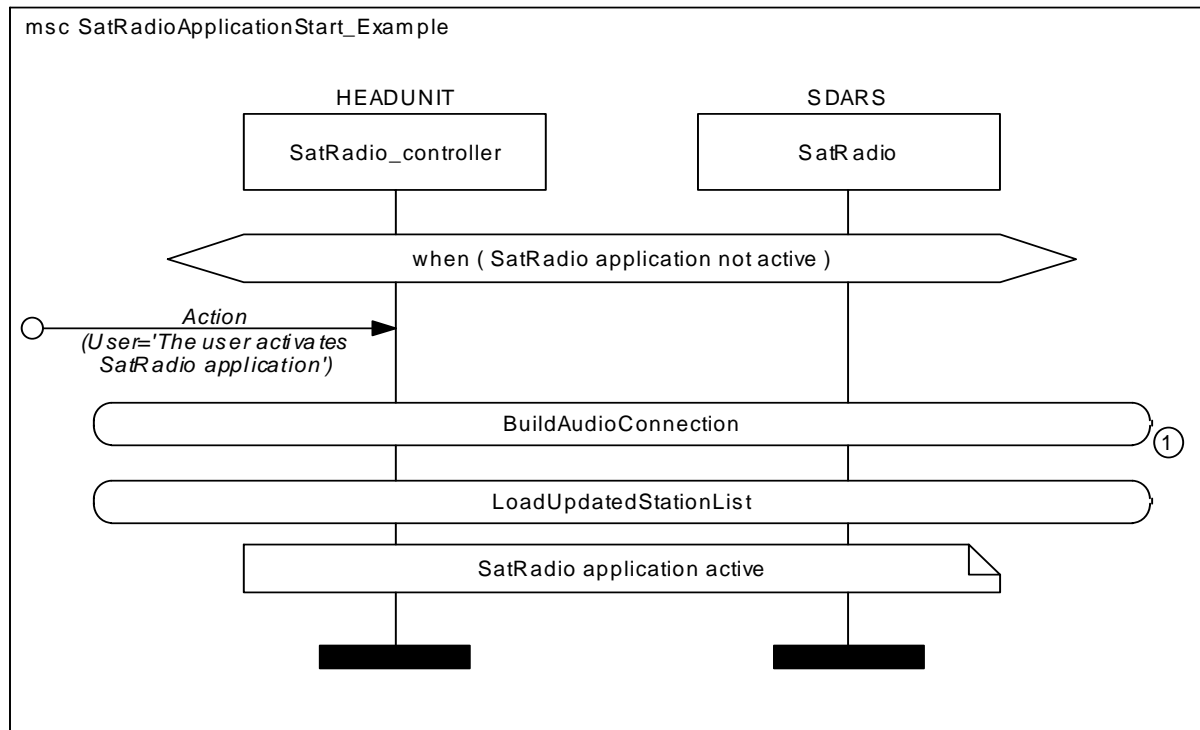 msc SatRadioApplicationStart_Example
HEADUNIT
SDARS
SatRadio_controller
SatRadio
when ( SatRadio application not active )
Action
(User='The user activates
SatRadio application')
BuildAudioConnection
1
LoadUpdatedStationList
SatRadio application active